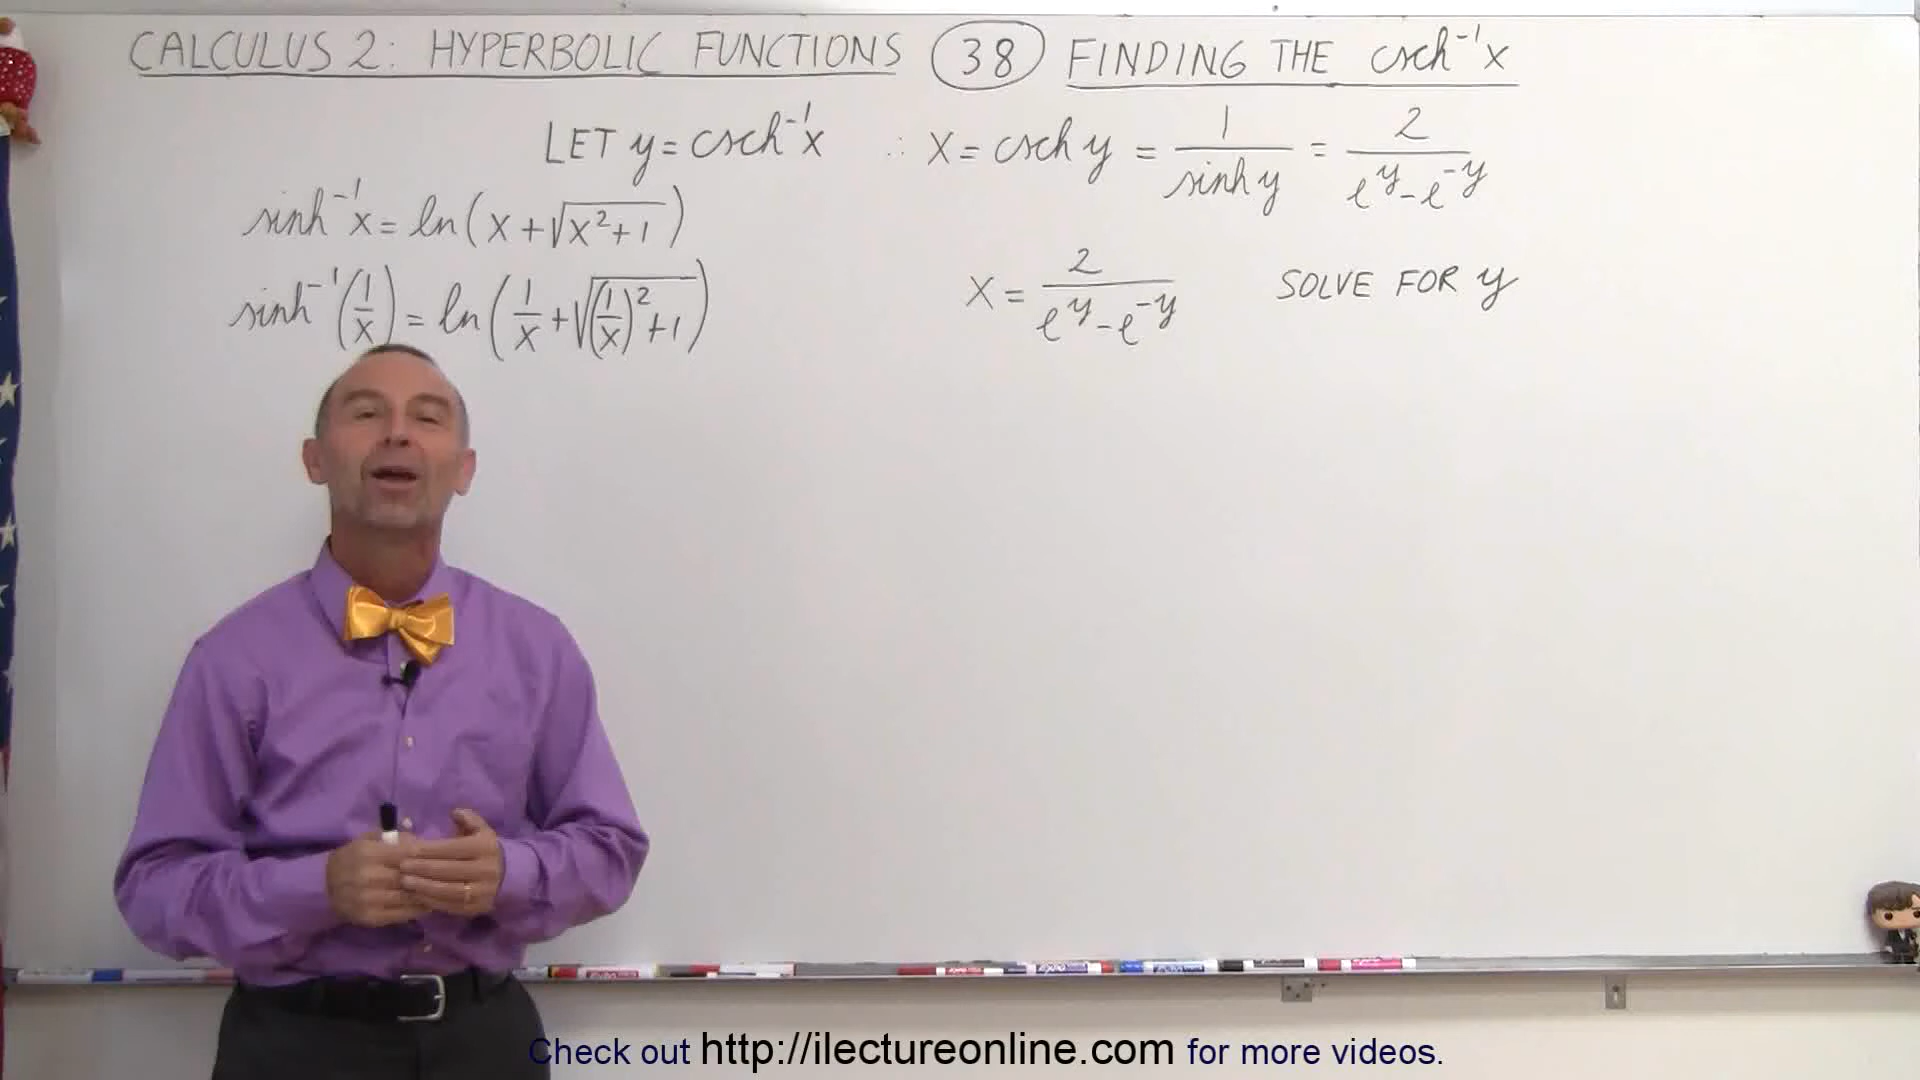 CALCULUS 2: HYPERBOLIC FUNCTIONS 38 FINDING THE csch⁻¹x
LET y = csch⁻¹x ∴ x = csch y = 1/sinh y = 2/(e^y - e^-y)
sinh⁻¹x = ln(x + √(x² + 1))
sinh⁻¹(1/x) = ln(1/x + √((1/x)² + 1))
x = 2/(e^y - e^-y) SOLVE FOR y
Check out http://ilectureonline.com for more videos.